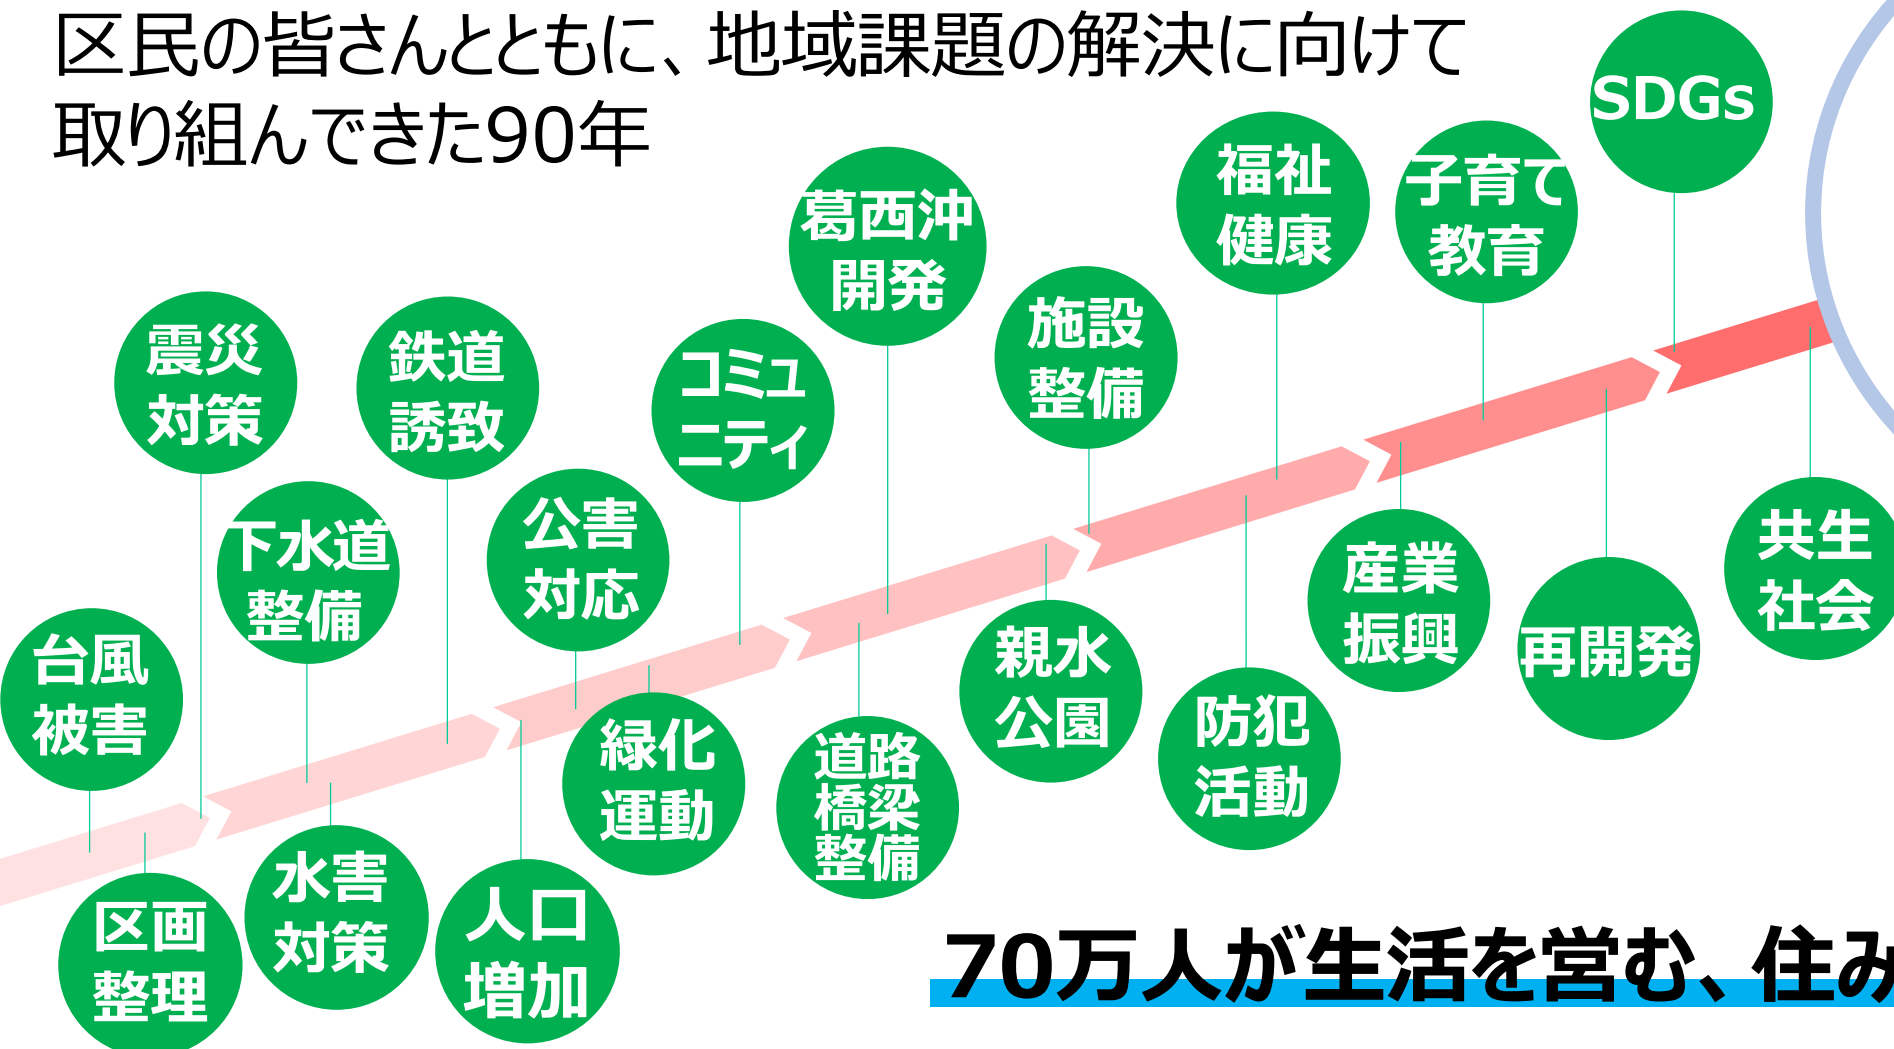 区民の皆さんとともに、地域課題の解決に向けて
取り組んできた90年
SDGs
子育て
教育
福祉
健康
葛西沖
開発
施設
整備
コミュ
ニティ
鉄道
誘致
震災
対策
公害
対応
下水道
整備
台風
被害
共生
社会
再開発
産業
振興
防犯
活動
親水
公園
道路
橋梁
整備
緑化
運動
人口
増加
水害
対策
区画
整理
70万人が生活を営む、住み